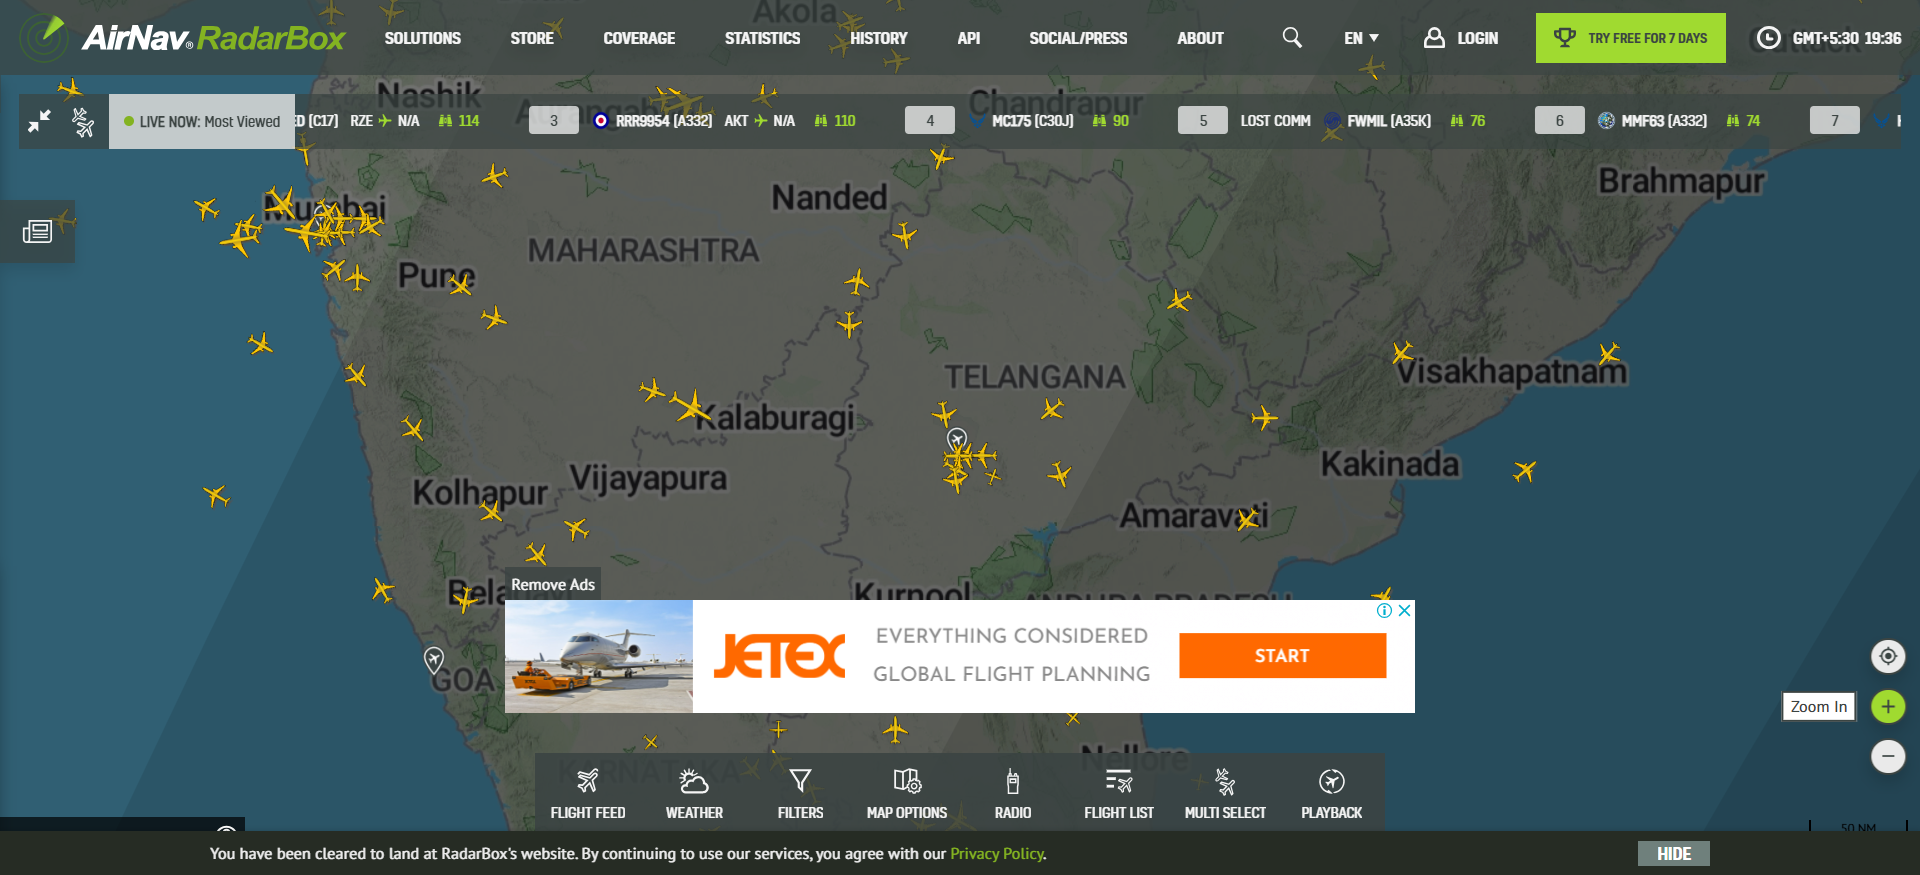 AirNav® RadarBox
SOLUTIONS
STORE
COVERAGE
STATISTICS
HISTORY
API
SOCIAL/PRESS
ABOUT
EN
LOGIN
TRY FREE FOR 7 DAYS
GMT+5:30 19:36
Akola
Cuttack
Nashik
Aurangabad
Chandrapur
LIVE NOW: Most Viewed
(C17) RZE N/A 114
3
RRR9954 (A332) AKT N/A 110
4
MC175 (C30J) 90
5
LOST COMM
FWMIL (A35K) 76
6
MMF63 (A332) 74
7
Brahmapur
Nanded
Mumbai
MAHARASHTRA
Pune
TELANGANA
Visakhapatnam
Kalaburagi
Kakinada
Vijayapura
Kolhapur
Amaravati
Remove Ads
Kurnool
ANDHRA PRADESH
JETEX
EVERYTHING CONSIDERED
GLOBAL FLIGHT PLANNING
START
GOA
Zoom In
Nellore
KARNATAKA
FLIGHT FEED
WEATHER
FILTERS
MAP OPTIONS
RADIO
FLIGHT LIST
MULTI SELECT
PLAYBACK
50 NM
You have been cleared to land at RadarBox's website. By continuing to use our services, you agree with our Privacy Policy.
HIDE